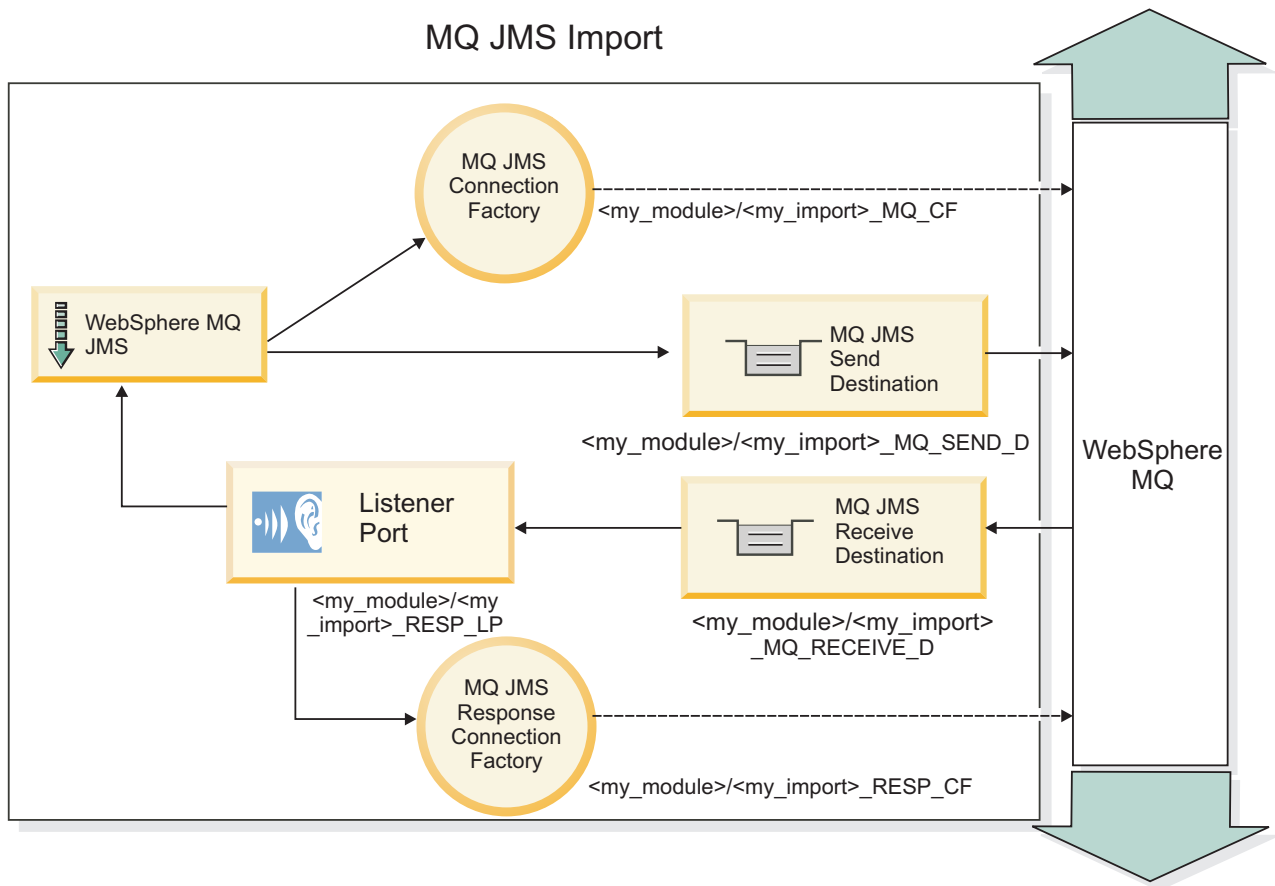 MQ JMS Import
MQ JMS
Connection
Factory
<my_module>/<my_import>_MQ_CF
WebSphere MQ
JMS
MQ JMS
Send
Destination
<my_module>/<my_import>_MQ_SEND_D
WebSphere
MQ
Listener
Port
MQ JMS
Receive
Destination
<my_module>/<my
_import>_RESP_LP
<my_module>/<my_import>
_MQ_RECEIVE_D
MQ JMS
Response
Connection
Factory
<my_module>/<my_import>_RESP_CF